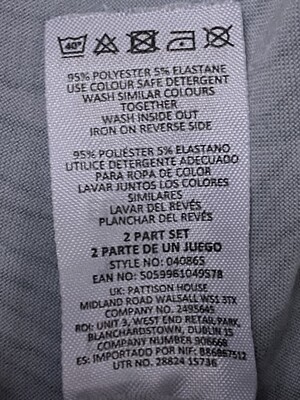 40°
95% POLYESTER 5% ELASTANE
USE COLOUR SAFE DETERGENT
WASH SIMILAR COLOURS
TOGETHER
WASH INSIDE OUT
IRON ON REVERSE SIDE
95% POLIÉSTER 5% ELASTANO
UTILICE DETERGENTE ADECUADO
PARA ROPA DE COLOR
LAVAR JUNTOS LOS COLORES
SIMILARES
LAVAR DEL REVÉS
PLANCHAR DEL REVÉS
2 PART SET
2 PARTE DE UN JUEGO
STYLE NO: 04086S
EAN NO: 5059961049578
UK: PATTISON HOUSE
MIDLAND ROAD WALSALL WS1 3TX
COMPANY NO. 2495645
ROI: UNIT 3, WEST END RETAIL PARK,
BLANCHARDSTOWN, DUBLIN 15
COMPANY NUMBER 906668
ES: IMPORTADO POR NIF: B86867512
UTR NO. 28824 15736